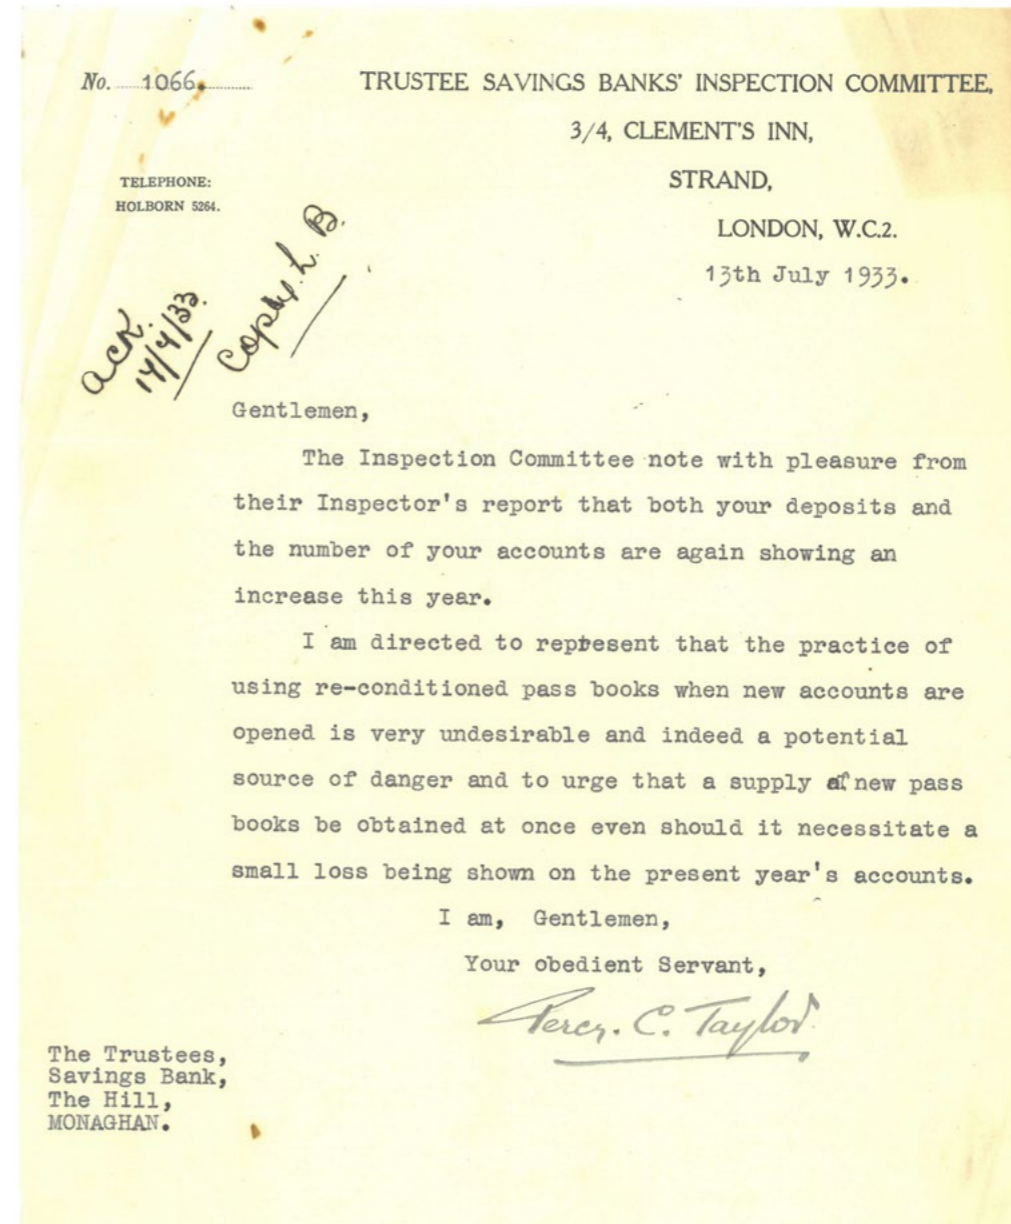 No. 1066.
TRUSTEE SAVINGS BANKS' INSPECTION COMMITTEE,
3/4, CLEMENT'S INN,
STRAND,
LONDON, W.C.2.
TELEPHONE:
HOLBORN 5264.
13th July 1933.
ack.
14/7/33.
Copy. L. B.
Gentlemen,
The Inspection Committee note with pleasure from
their Inspector's report that both your deposits and
the number of your accounts are again showing an
increase this year.
I am directed to represent that the practice of
using re-conditioned pass books when new accounts are
opened is very undesirable and indeed a potential
source of danger and to urge that a supply of new pass
books be obtained at once even should it necessitate a
small loss being shown on the present year's accounts.
I am, Gentlemen,
Your obedient Servant,
Percy. C. Taylor.
The Trustees,
Savings Bank,
The Hill,
MONAGHAN.